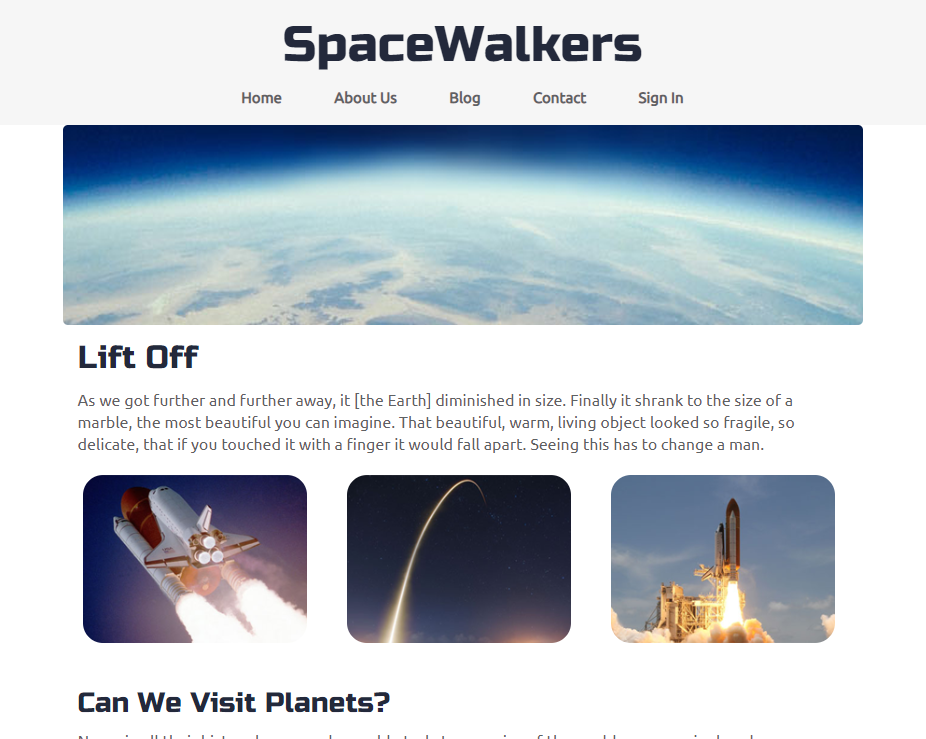 SpaceWalkers
Home About Us Blog Contact Sign In
Lift Off
As we got further and further away, it [the Earth] diminished in size. Finally it shrank to the size of a
marble, the most beautiful you can imagine. That beautiful, warm, living object looked so fragile, so
delicate, that if you touched it with a finger it would fall apart. Seeing this has to change a man.
Can We Visit Planets?